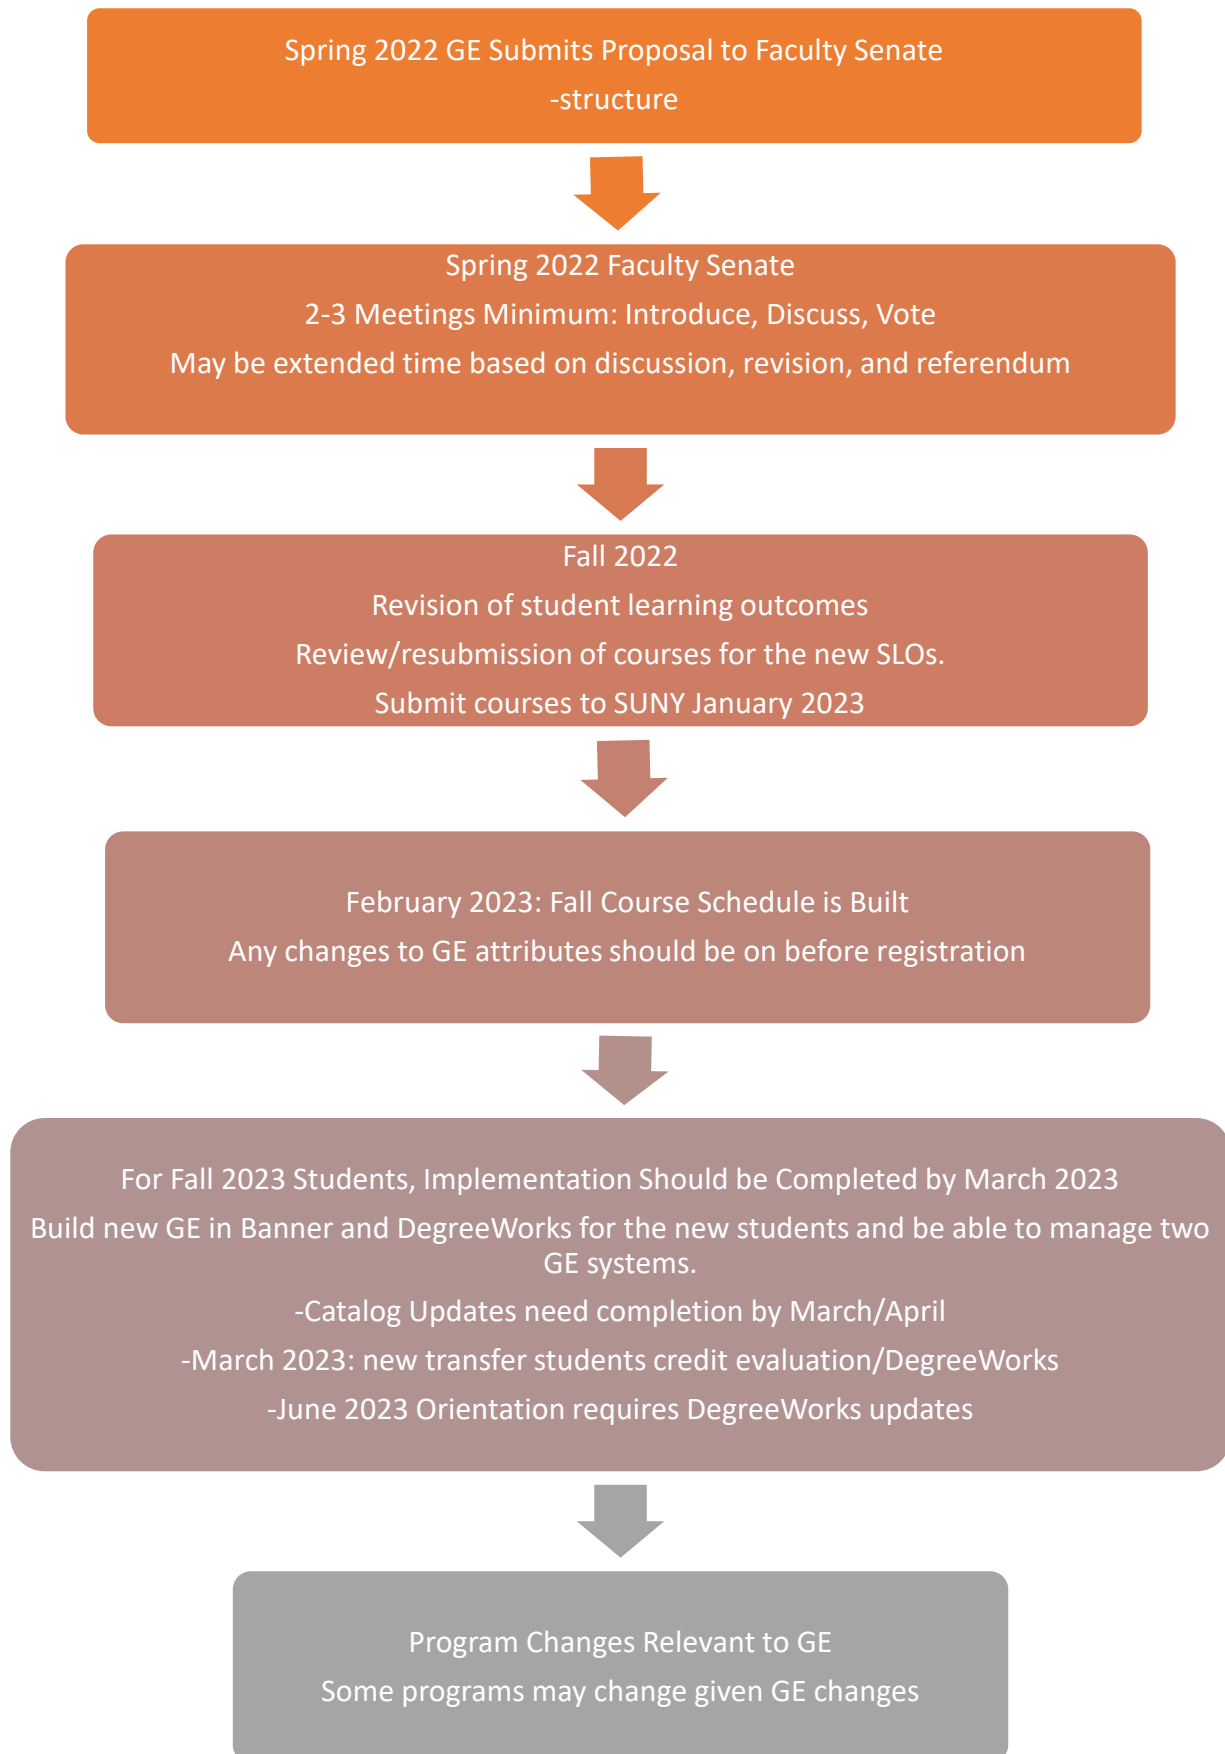 Spring 2022 GE Submits Proposal to Faculty Senate
-structure
Spring 2022 Faculty Senate
2-3 Meetings Minimum: Introduce, Discuss, Vote
May be extended time based on discussion, revision, and referendum
Fall 2022
Revision of student learning outcomes
Review/resubmission of courses for the new SLOs.
Submit courses to SUNY January 2023
February 2023: Fall Course Schedule is Built
Any changes to GE attributes should be on before registration
For Fall 2023 Students, Implementation Should be Completed by March 2023
Build new GE in Banner and DegreeWorks for the new students and be able to manage two
GE systems.
-Catalog Updates need completion by March/April
-March 2023: new transfer students credit evaluation/DegreeWorks
-June 2023 Orientation requires DegreeWorks updates
Program Changes Relevant to GE
Some programs may change given GE changes